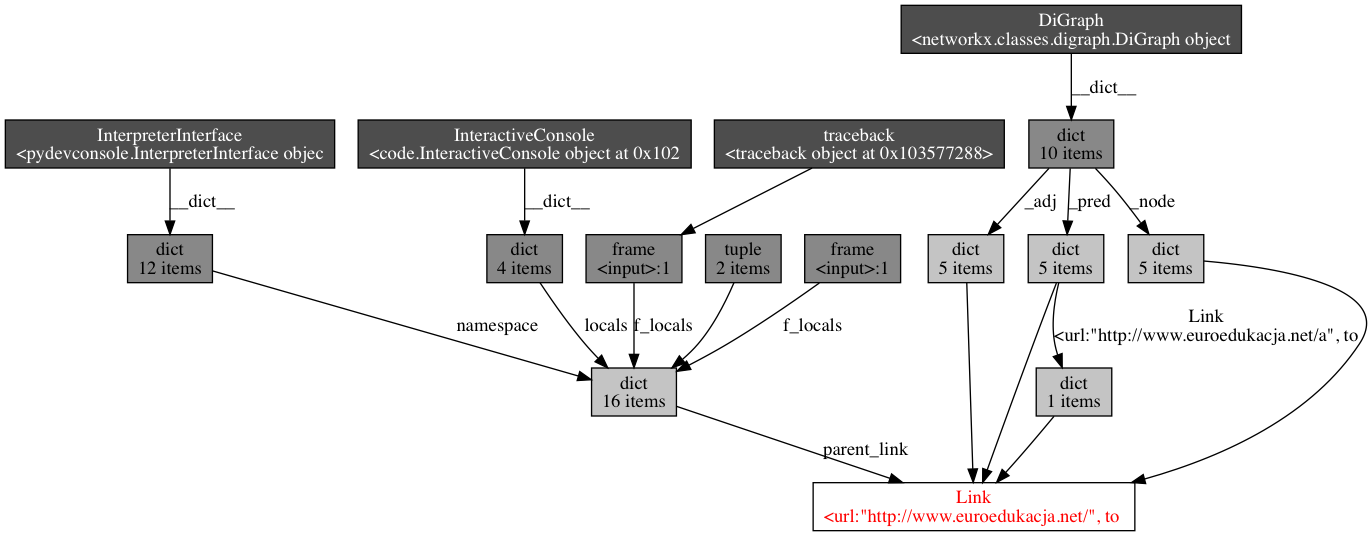 DiGraph
<networkx.classes.digraph.DiGraph object
__dict__
InterpreterInterface
<pydevconsole.InterpreterInterface objec
InteractiveConsole
<code.InteractiveConsole object at 0x102
traceback
<traceback object at 0x103577288>
dict
10 items
__dict__
__dict__
_adj
_pred
_node
dict
12 items
dict
4 items
frame
<input>:1
tuple
2 items
frame
<input>:1
dict
5 items
dict
5 items
dict
5 items
namespace
locals
f_locals
f_locals
Link
<url:"http://www.euroedukacja.net/a", to
dict
16 items
dict
1 items
parent_link
Link
<url:"http://www.euroedukacja.net/", to